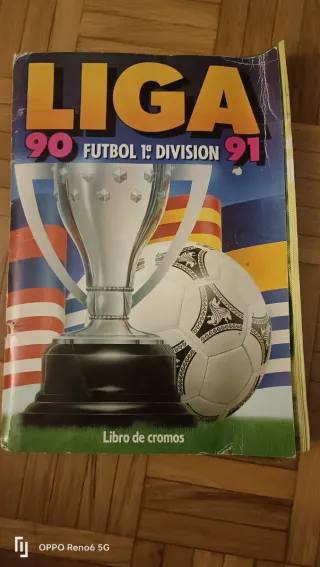 LIGA
90 FUTBOL 1ª DIVISION 91
Libro de cromos
OPPO Reno6 5G